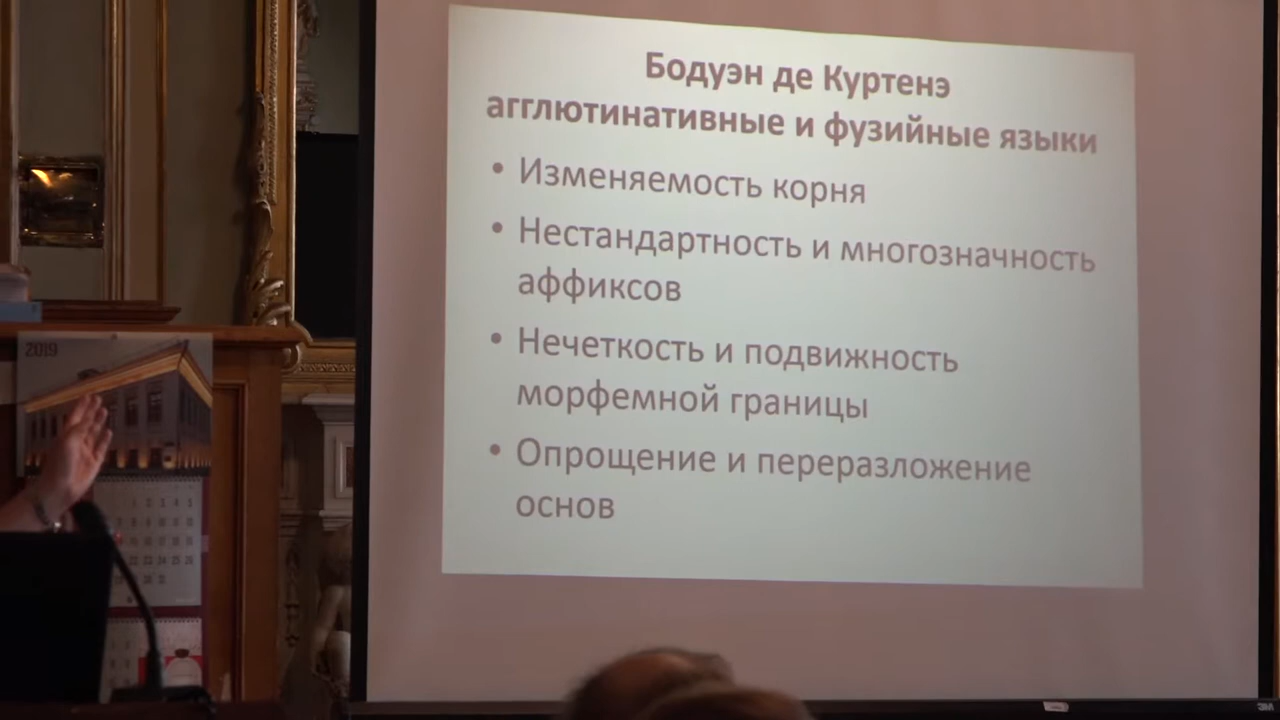 Бодуэн де Куртенэ
агглютинативные и фузийные языки
• Изменяемость корня
• Нестандартность и многозначность
аффиксов
• Нечеткость и подвижность
морфемной границы
• Опрощение и переразложение
основ
2019